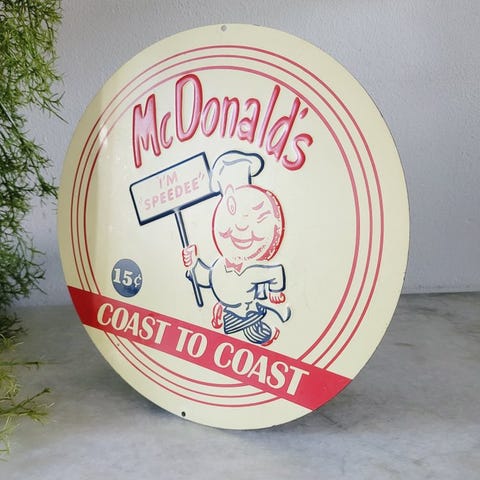 McDonald's
"I'M
SPEEDEE"
15¢
COAST TO COAST